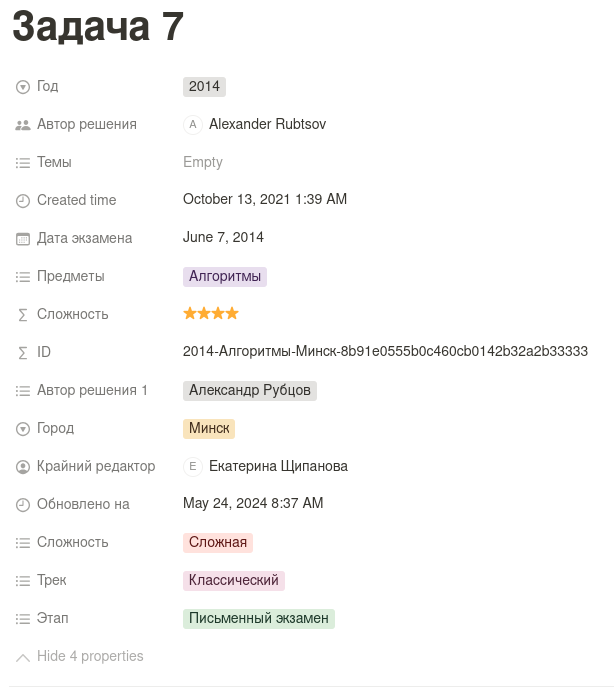 Задача 7
Год 2014
Автор решения A Alexander Rubtsov
Темы Empty
Created time October 13, 2021 1:39 AM
Дата экзамена June 7, 2014
Предметы Алгоритмы
Сложность ★★★★
ID 2014-Алгоритмы-Минск-8b91e0555b0c460cb0142b32a2b33333
Автор решения 1 Александр Рубцов
Город Минск
Крайний редактор E Екатерина Щипанова
Обновлено на May 24, 2024 8:37 AM
Сложность Сложная
Трек Классический
Этап Письменный экзамен
Hide 4 properties